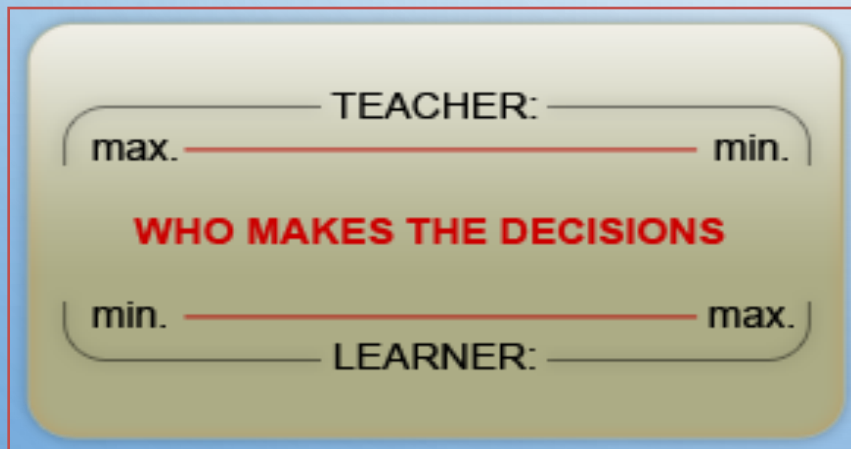 TEACHER:
max. min.
WHO MAKES THE DECISIONS
min. max.
LEARNER: